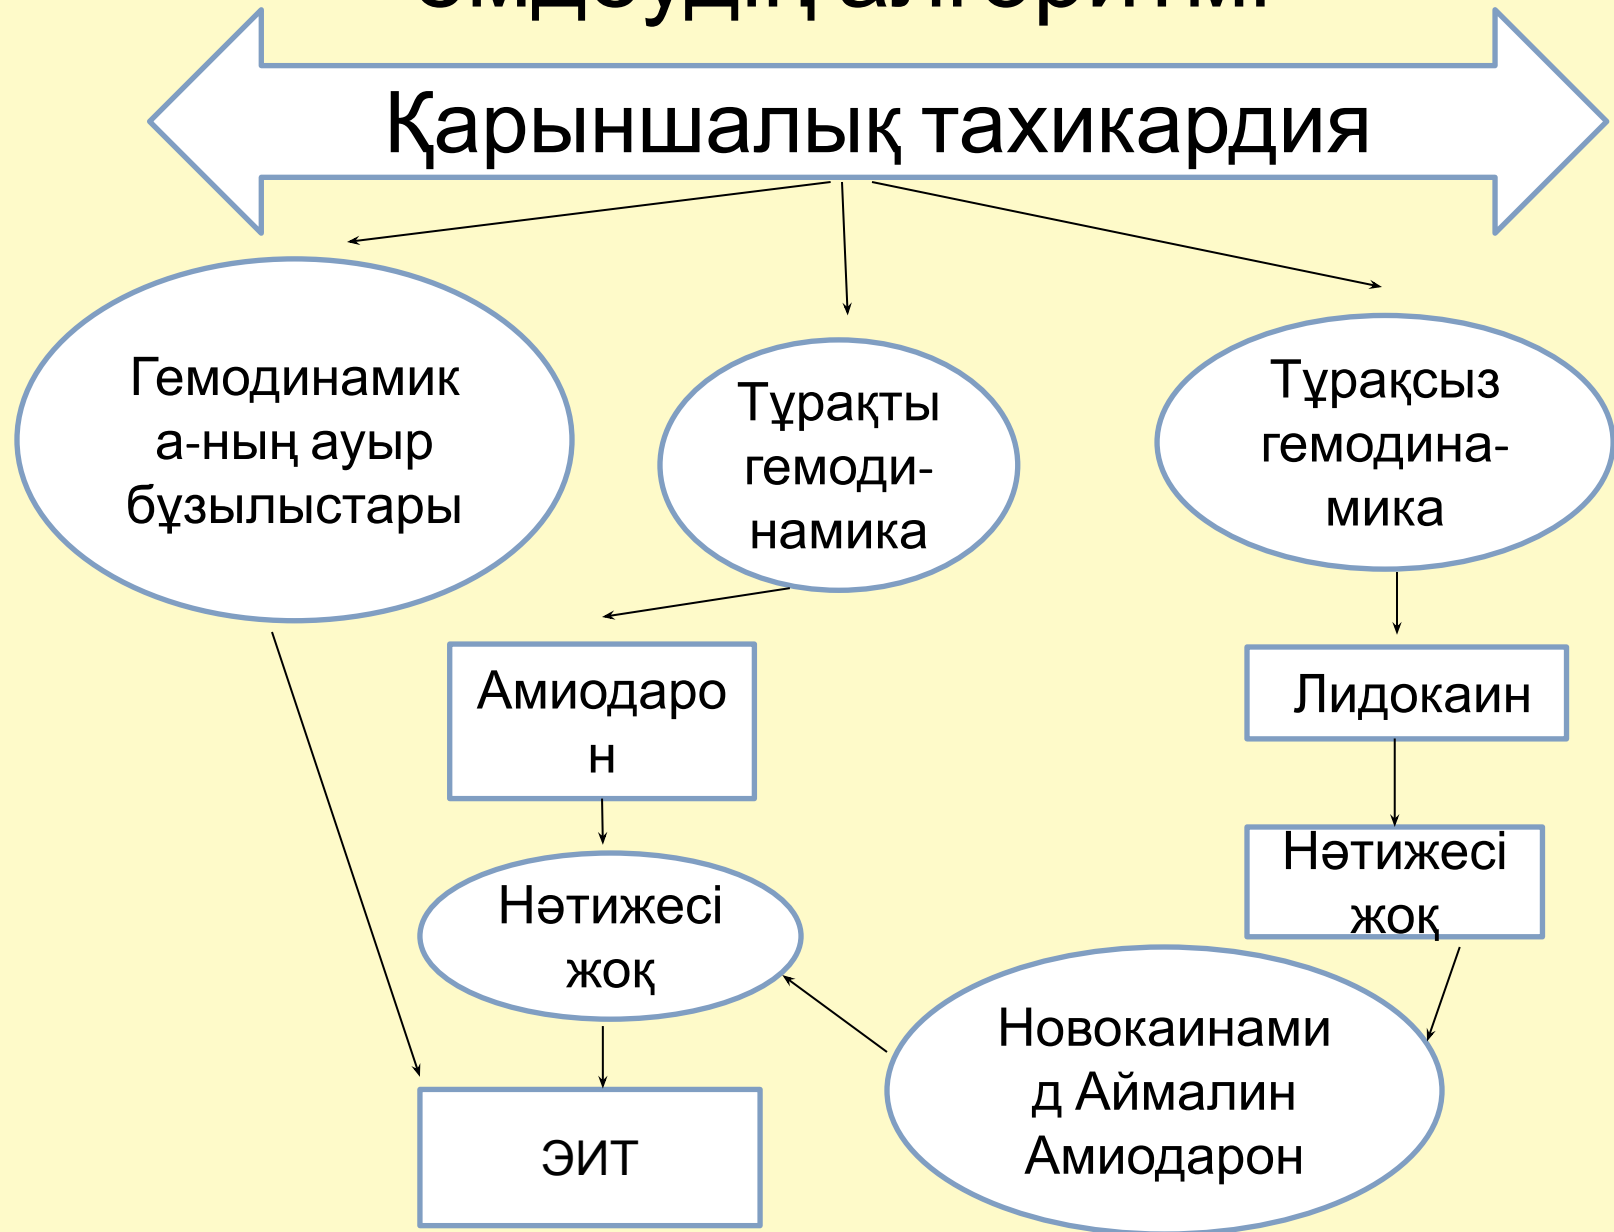 алгоритмі
Қарыншалық тахикардия
Гемодинамик
а-ның ауыр
бұзылыстары
Тұрақты
гемоди-
намика
Тұрақсыз
гемодина-
мика
Амиодаро
н
Лидокаин
Нәтижесі
жоқ
Нәтижесі
жоқ
Новокаинами
д Аймалин
Амиодарон
ЭИТ